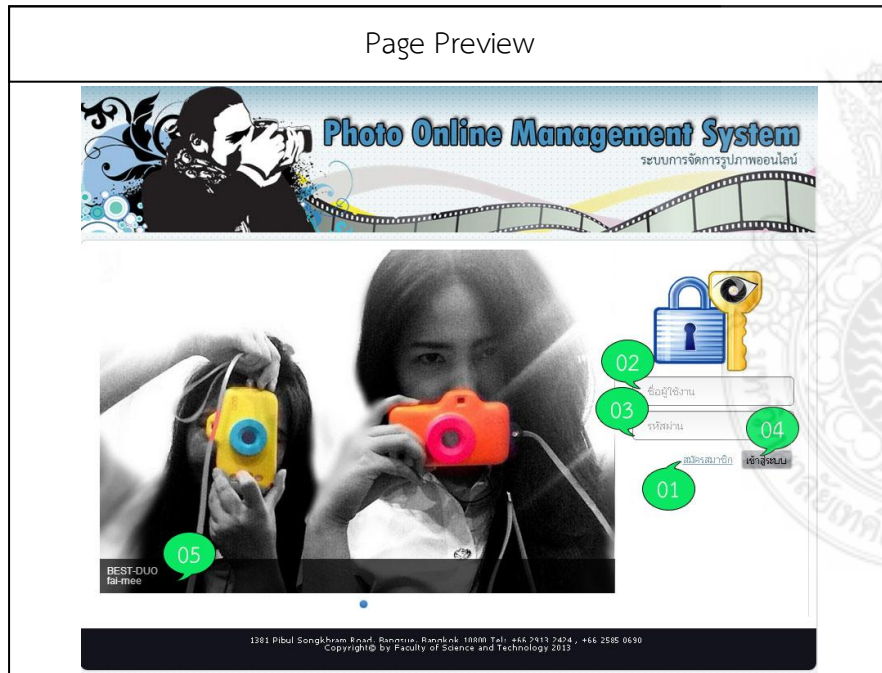 Page Preview
Photo Online Management System
ระบบการจัดการรูปภาพออนไลน์
02
ชื่อผู้ใช้งาน
03
รหัสผ่าน
04
สมัครสมาชิก เข้าสู่ระบบ
01
05
BEST-DUO
fai-mee
1381 Pibul Songkhram Road, Bangsue, Bangkok 10800 Tel: +66 2913 2424 , +66 2585 0690
Copyright© by Faculty of Science and Technology 2013